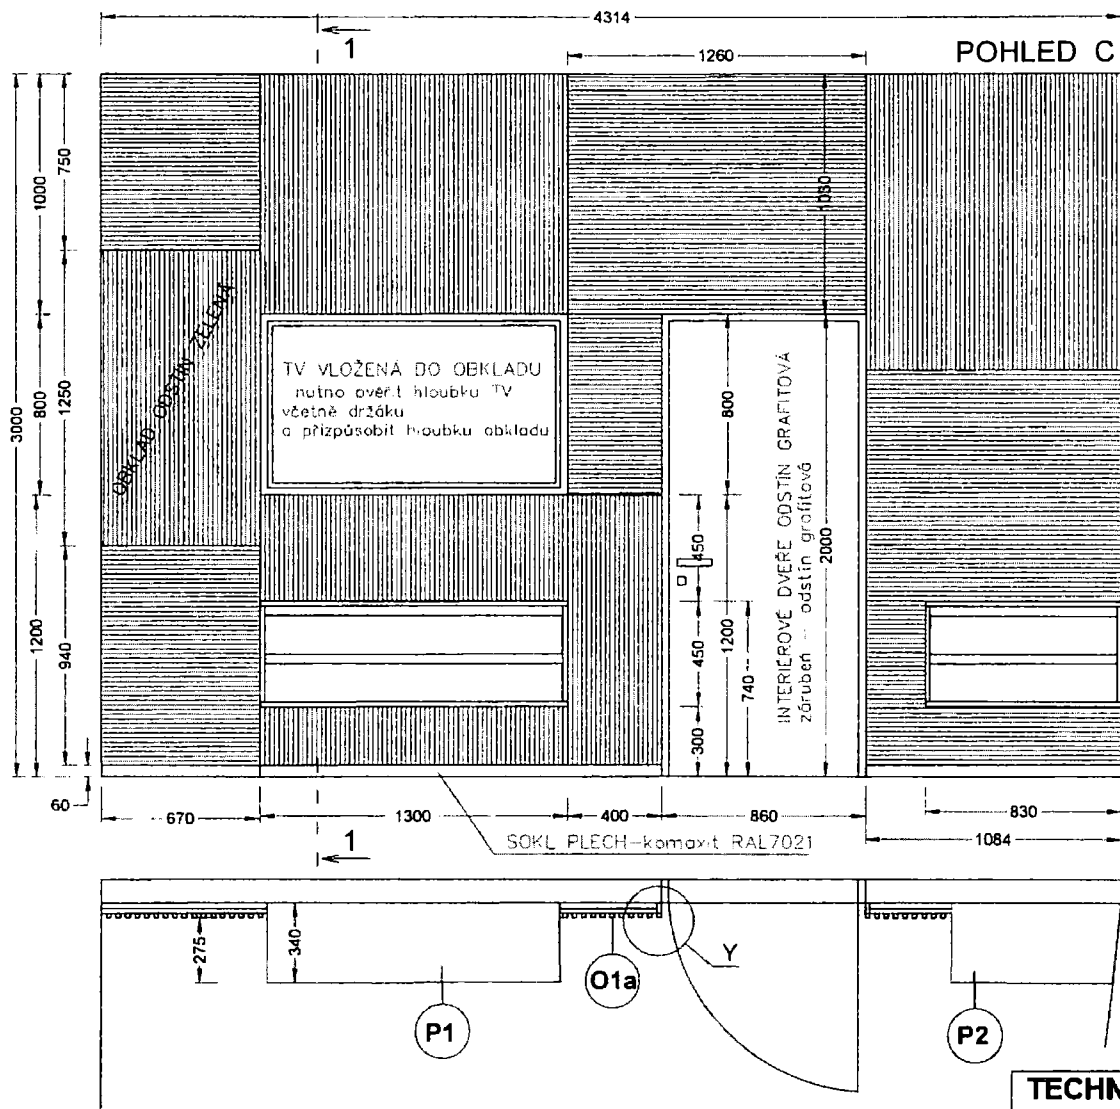 4314
1
1260
POHLED C
3000
1000
750
800
1250
1200
940
60
OBKLAD ODSTÍN ZELENÁ
TV VLOŽENÁ DO OBKLADU
nutno ověřit hloubku TV
včetně držáku
a přizpůsobit hloubku obkladu
800
450
450
300
1200
740
INTERIÉROVÉ DVEŘE ODSTÍN GRAFITOVÁ
zárubeň – odstín grafitová
2000
670
1300
400
860
830
1084
SOKL PLECH-komaxit RAL7021
1
275
340
P1
O1a
Y
P2
TECHN